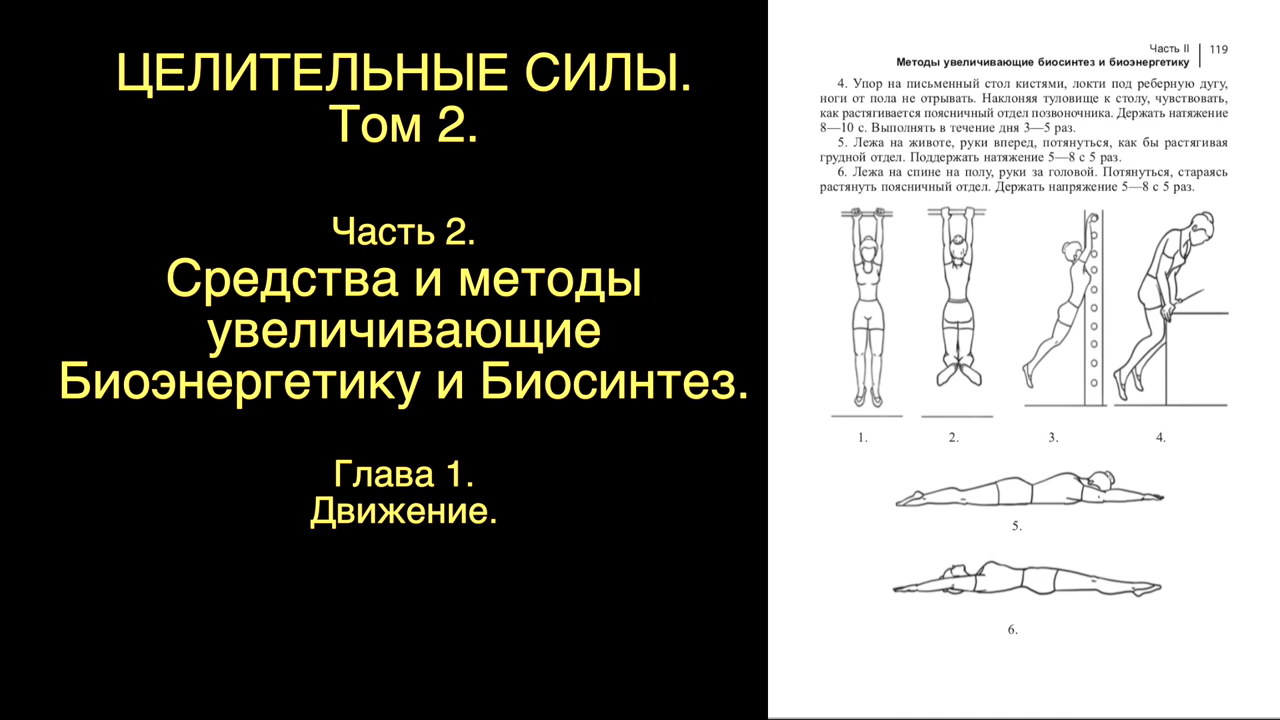 ЦЕЛИТЕЛЬНЫЕ СИЛЫ.
Том 2.
Часть 2.
Средства и методы
увеличивающие
Биоэнергетику и Биосинтез.
Глава 1.
Движение.
Часть II
119
Методы увеличивающие биосинтез и биоэнергетику
4. Упор на письменный стол кистями, локти под реберную дугу,
ноги от пола не отрывать. Наклоняя туловище к столу, чувствовать,
как растягивается поясничный отдел позвоночника. Держать натяжение
8—10 с. Выполнять в течение дня 3—5 раз.
5. Лежа на животе, руки вперед, потянуться, как бы растягивая
грудной отдел. Поддержать натяжение 5—8 с 5 раз.
6. Лежа на спине на полу, руки за головой. Потянуться, стараясь
растянуть поясничный отдел. Держать напряжение 5—8 с 5 раз.
1.
2.
3.
4.
5.
6.